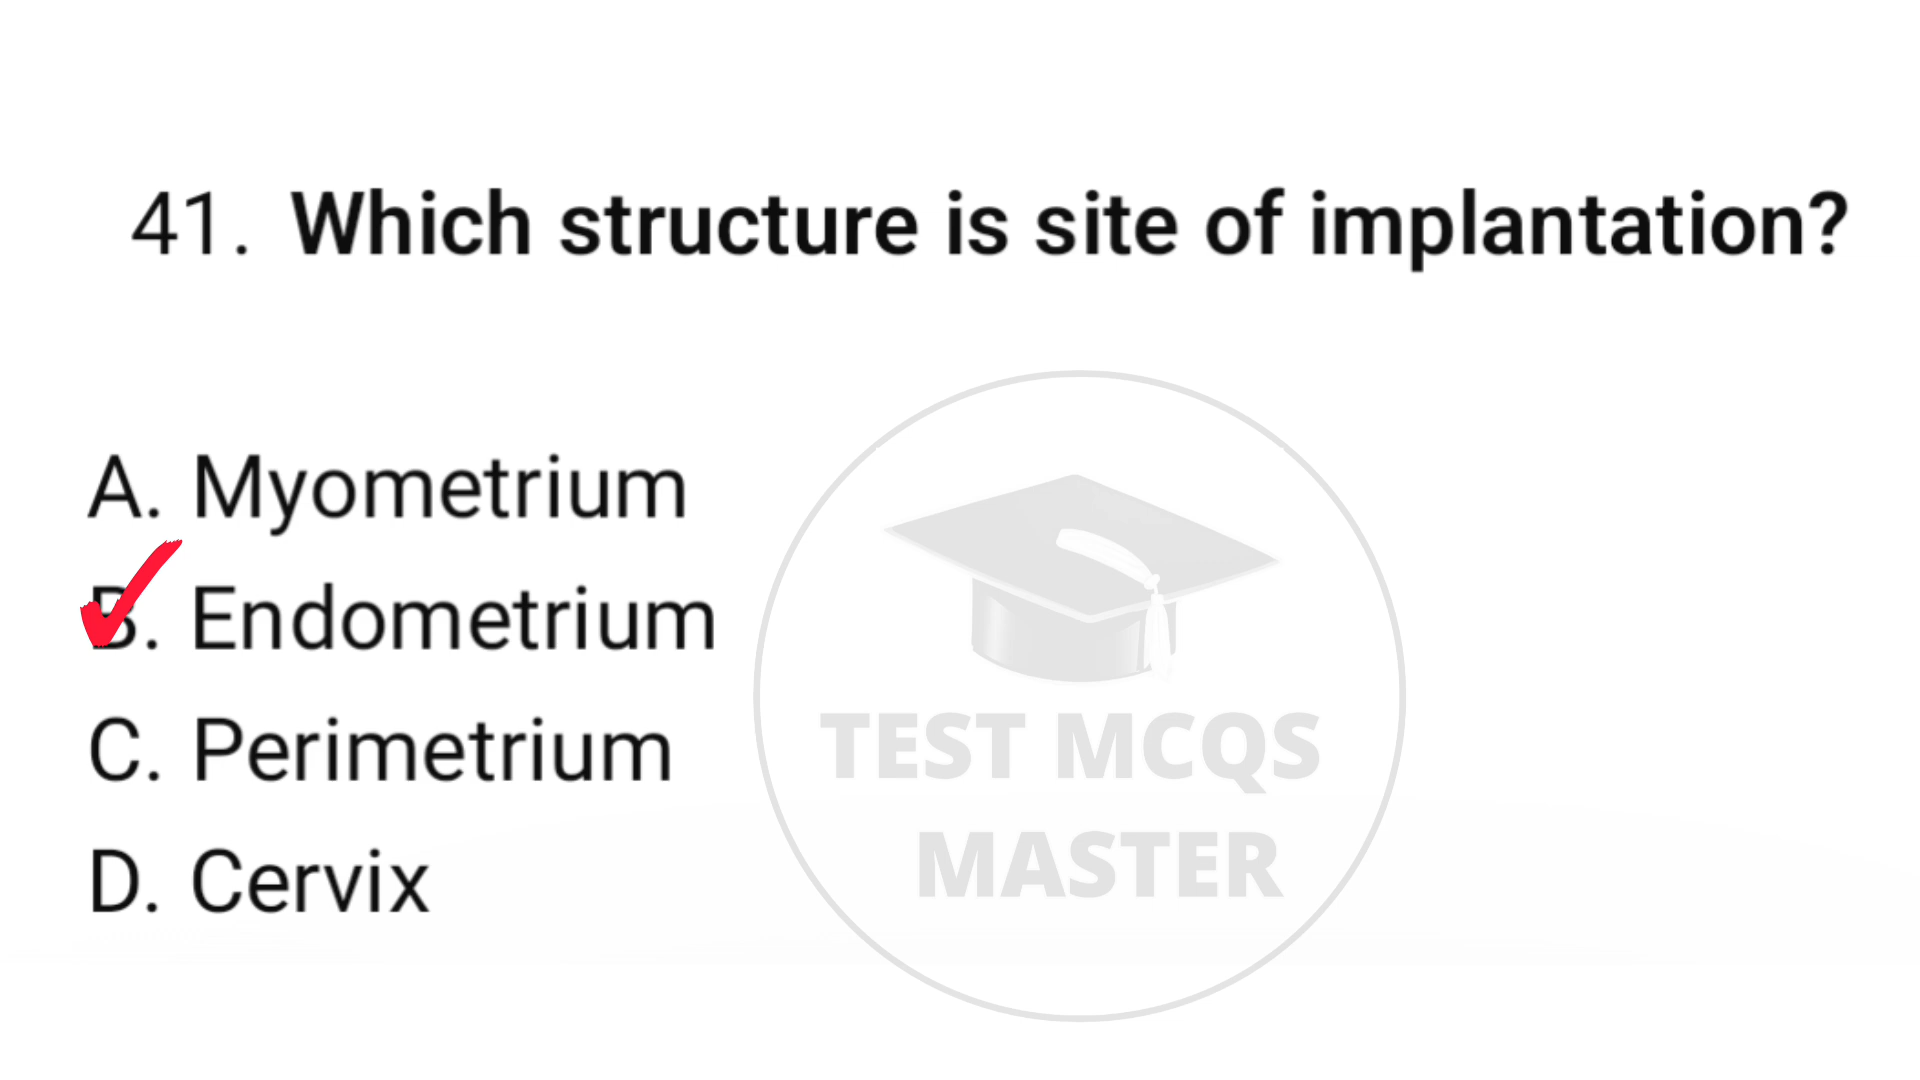 41. Which structure is site of implantation?
A. Myometrium
B. Endometrium
C. Perimetrium
D. Cervix
TEST MCQS
MASTER